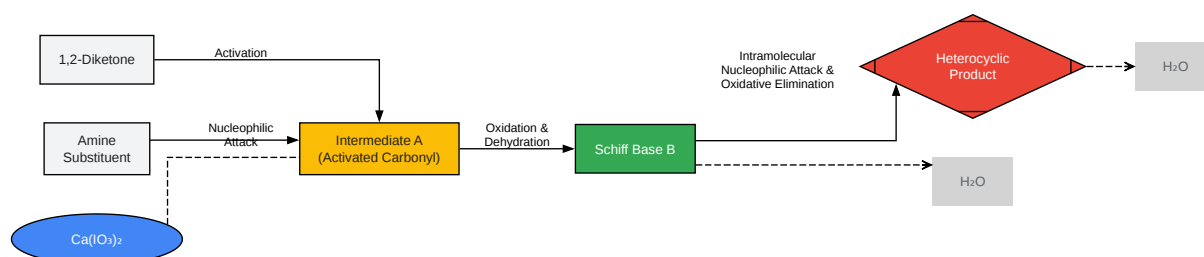 1,2-Diketone
Activation
Amine
Substituent
Nucleophilic
Attack
Intermediate A
(Activated Carbonyl)
Ca(IO₃)₂
Oxidation &
Dehydration
Schiff Base B
Intramolecular
Nucleophilic Attack &
Oxidative Elimination
Heterocyclic
Product
H₂O
H₂O